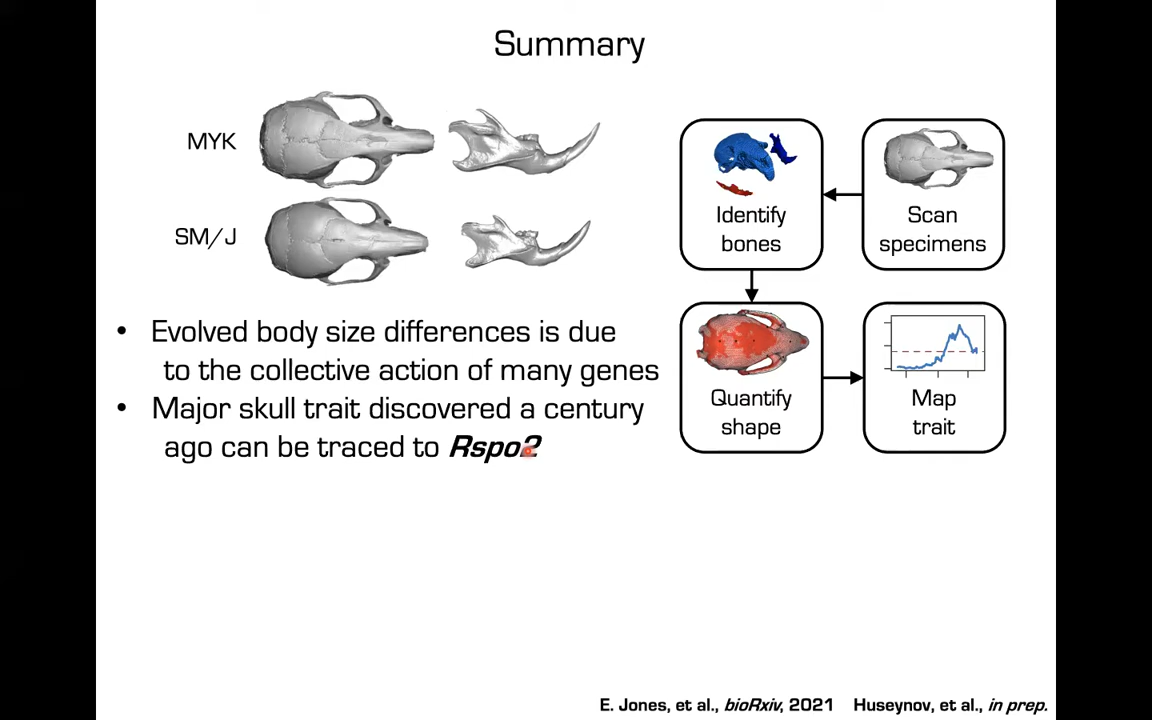 Summary
MYK
SM/J
• Evolved body size differences is due
to the collective action of many genes
• Major skull trait discovered a century
ago can be traced to Rspo2
Identify
bones
Scan
specimens
Quantify
shape
Map
trait
E. Jones, et al., bioRxiv, 2021 Huseynov, et al., in prep.